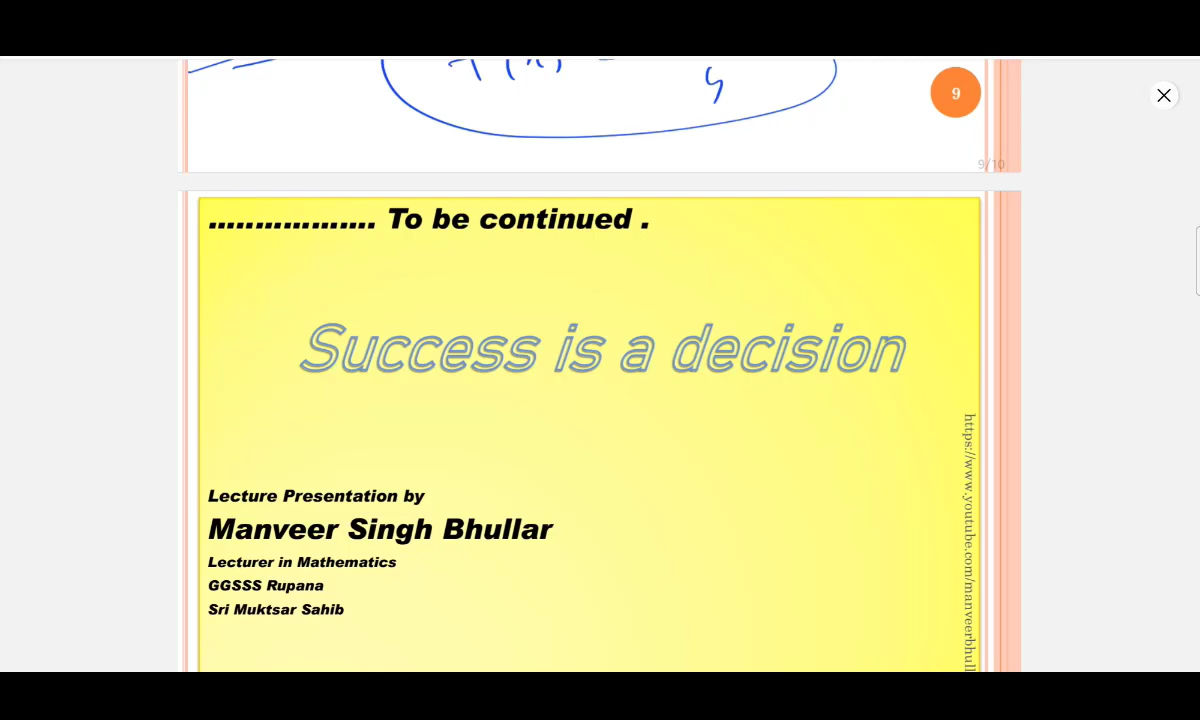 9
9/10
.................. To be continued .
Success is a decision
Lecture Presentation by
Manveer Singh Bhullar
Lecturer in Mathematics
GGSSS Rupana
Sri Muktsar Sahib
https://www.youtube.com/manveerbhull